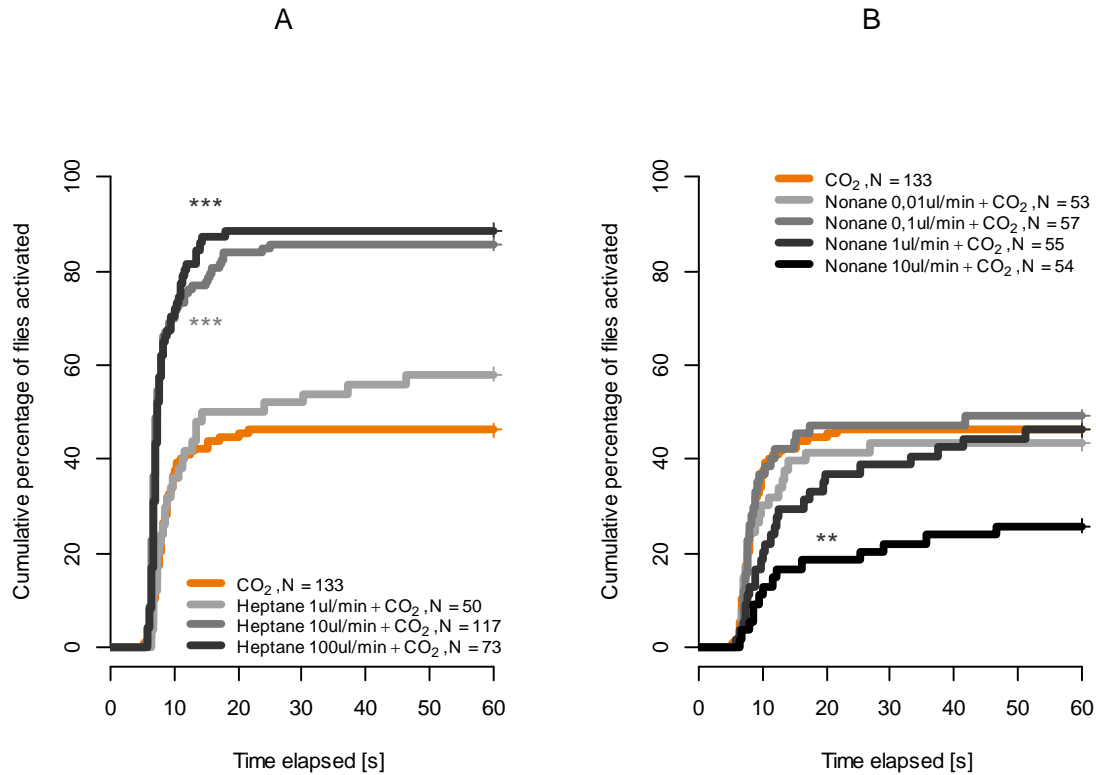 A
Cumulative percentage of flies activated
100
80
60
40
20
0
***
***
CO2 ,N = 133
Heptane 1ul/min + CO2 ,N = 50
Heptane 10ul/min + CO2 ,N = 117
Heptane 100ul/min + CO2 ,N = 73
0 10 20 30 40 50 60
Time elapsed [s]
B
Cumulative percentage of flies activated
100
80
60
40
20
0
CO2 ,N = 133
Nonane 0,01ul/min + CO2 ,N = 53
Nonane 0,1ul/min + CO2 ,N = 57
Nonane 1ul/min + CO2 ,N = 55
Nonane 10ul/min + CO2 ,N = 54
**
0 10 20 30 40 50 60
Time elapsed [s]